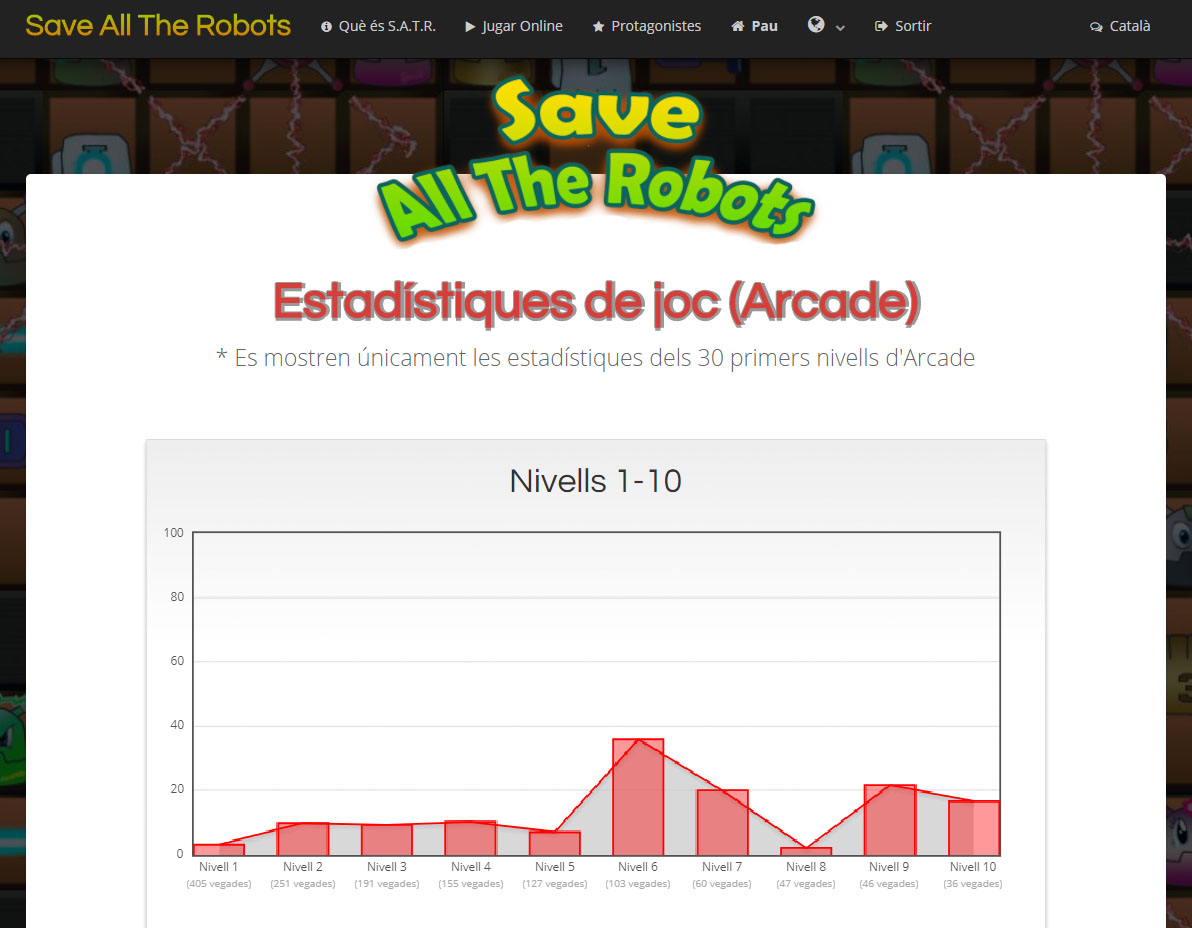 Save All The Robots
Què és S.A.T.R.
Jugar Online
Protagonistes
Pau
Sortir
Català
Save
All The Robots
Estadístiques de joc (Arcade)
* Es mostren únicament les estadístiques dels 30 primers nivells d'Arcade
Nivells 1-10
100
80
60
40
20
0
Nivell 1 Nivell 2 Nivell 3 Nivell 4 Nivell 5 Nivell 6 Nivell 7 Nivell 8 Nivell 9 Nivell 10
(405 vegades) (251 vegades) (191 vegades) (155 vegades) (127 vegades) (103 vegades) (60 vegades) (47 vegades) (46 vegades) (36 vegades)